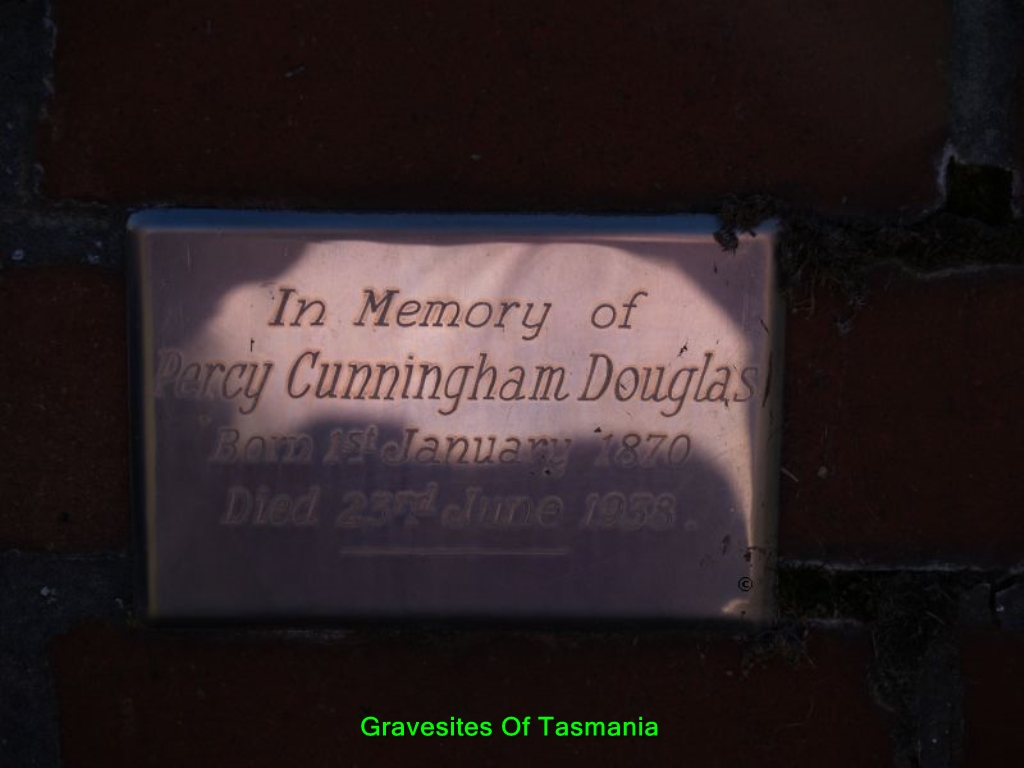 In Memory of
Percy Cunningham Douglas
Born 1st January 1870
Died 23rd June 1938.
©
Gravesites Of Tasmania